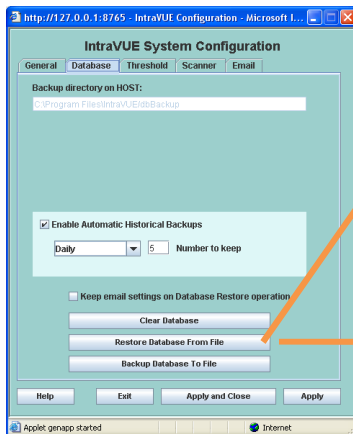 http://127.0.0.1:8765 - IntraVUE Configuration - Microsoft I...
IntraVUE System Configuration
General Database Threshold Scanner Email
Backup directory on HOST:
C:\Program Files\IntraVUE/dbBackup
Enable Automatic Historical Backups
Daily 5 Number to keep
Keep email settings on Database Restore operation
Clear Database
Restore Database From File
Backup Database To File
Help Exit Apply and Close Apply
Applet genapp started Internet